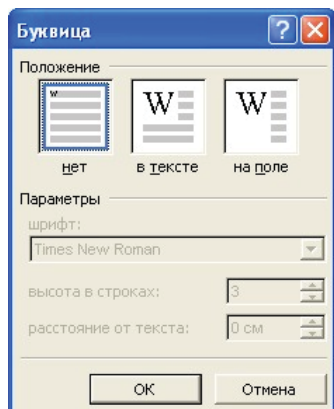 Буквица
Положение
W W W
нет в тексте на поле
Параметры
шрифт:
Times New Roman
высота в строках: 3
расстояние от текста: 0 см
ОК Отмена